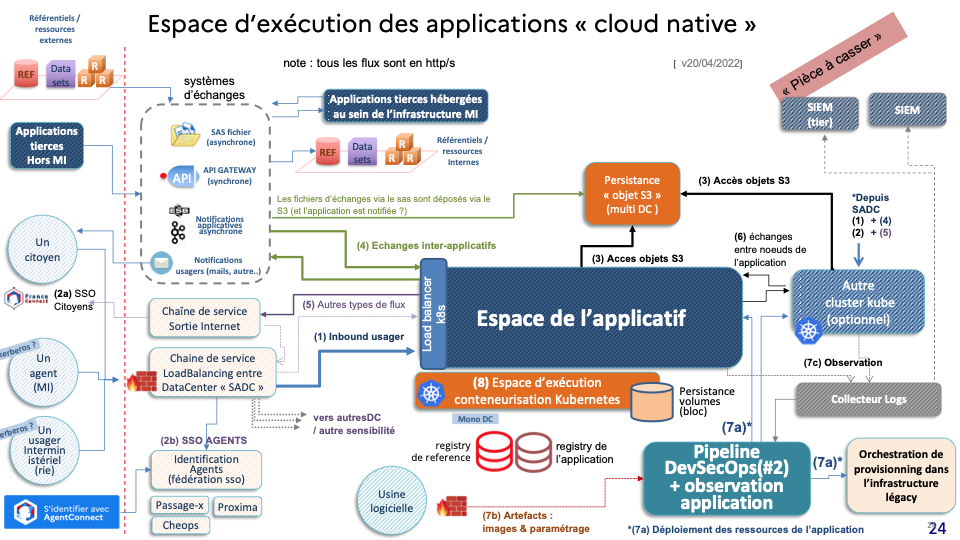 Espace d’exécution des applications « cloud native »
Référentiels /
ressources
externes
REF
Data
sets
R
R
R
note : tous les flux sont en http/s
[ v20/04/2022]
« Pièce à casser »
systèmes
d’échanges
Applications
tierces
Hors MI
SAS fichier
(asynchrone)
API
API GATEWAY
(synchrone)
Notifications
applicatives
asynchrone
Notifications
usagers (mails, autre..)
Applications tierces hébergées
au sein de l’infrastructure MI
REF
Data
sets
R
R
R
Référentiels /
ressources
Internes
SIEM
(tier)
SIEM
Persistance
« objet S3 »
(multi DC )
(3) Accès objets S3
*Depuis
SADC
(1) + (4)
(2) + (5)
Les fichiers d’échanges via le sas sont déposés via le
S3 (et l’application est notifiée ?)
(4) Echanges inter-applicatifs
(3) Acces objets S3
(6) échanges
entre noeuds de
l’application
Un
citoyen
France
Connect
(2a) SSO
Citoyens
Chaîne de service
Sortie Internet
(5) Autres types de flux
(1) Inbound usager
Load balancer
k8s
Espace de l’applicatif
Autre
cluster kube
(optionnel)
kerberos ?
Un
agent
(MI)
Chaine de service
LoadBalancing entre
DataCenter « SADC »
(8) Espace d’exécution
conteneurisation Kubernetes
Mono DC
Persistance
volumes
(bloc)
(7c) Observation
Collecteur Logs
vers autresDC
/ autre sensibilité
kerberos ?
Un
usager
Intermin
istériel
(rie)
(2b) SSO AGENTS
Identification
Agents
(fédération sso)
Passage-x
Proxima
Cheops
S’identifier avec
AgentConnect
registry
de reference
registry de
l’application
Usine
logicielle
(7b) Artefacts :
images & paramétrage
(7a)*
Pipeline
DevSecOps(#2)
+ observation
application
(7a)*
Orchestration de
provisionning dans
l’infrastructure
légacy
*(7a) Déploiement des ressources de l’application
24